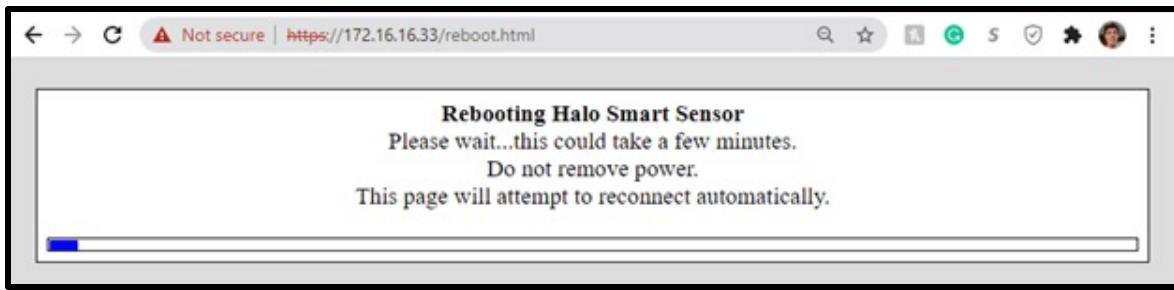 Not secure | https://172.16.16.33/reboot.html
Rebooting Halo Smart Sensor
Please wait...this could take a few minutes.
Do not remove power.
This page will attempt to reconnect automatically.